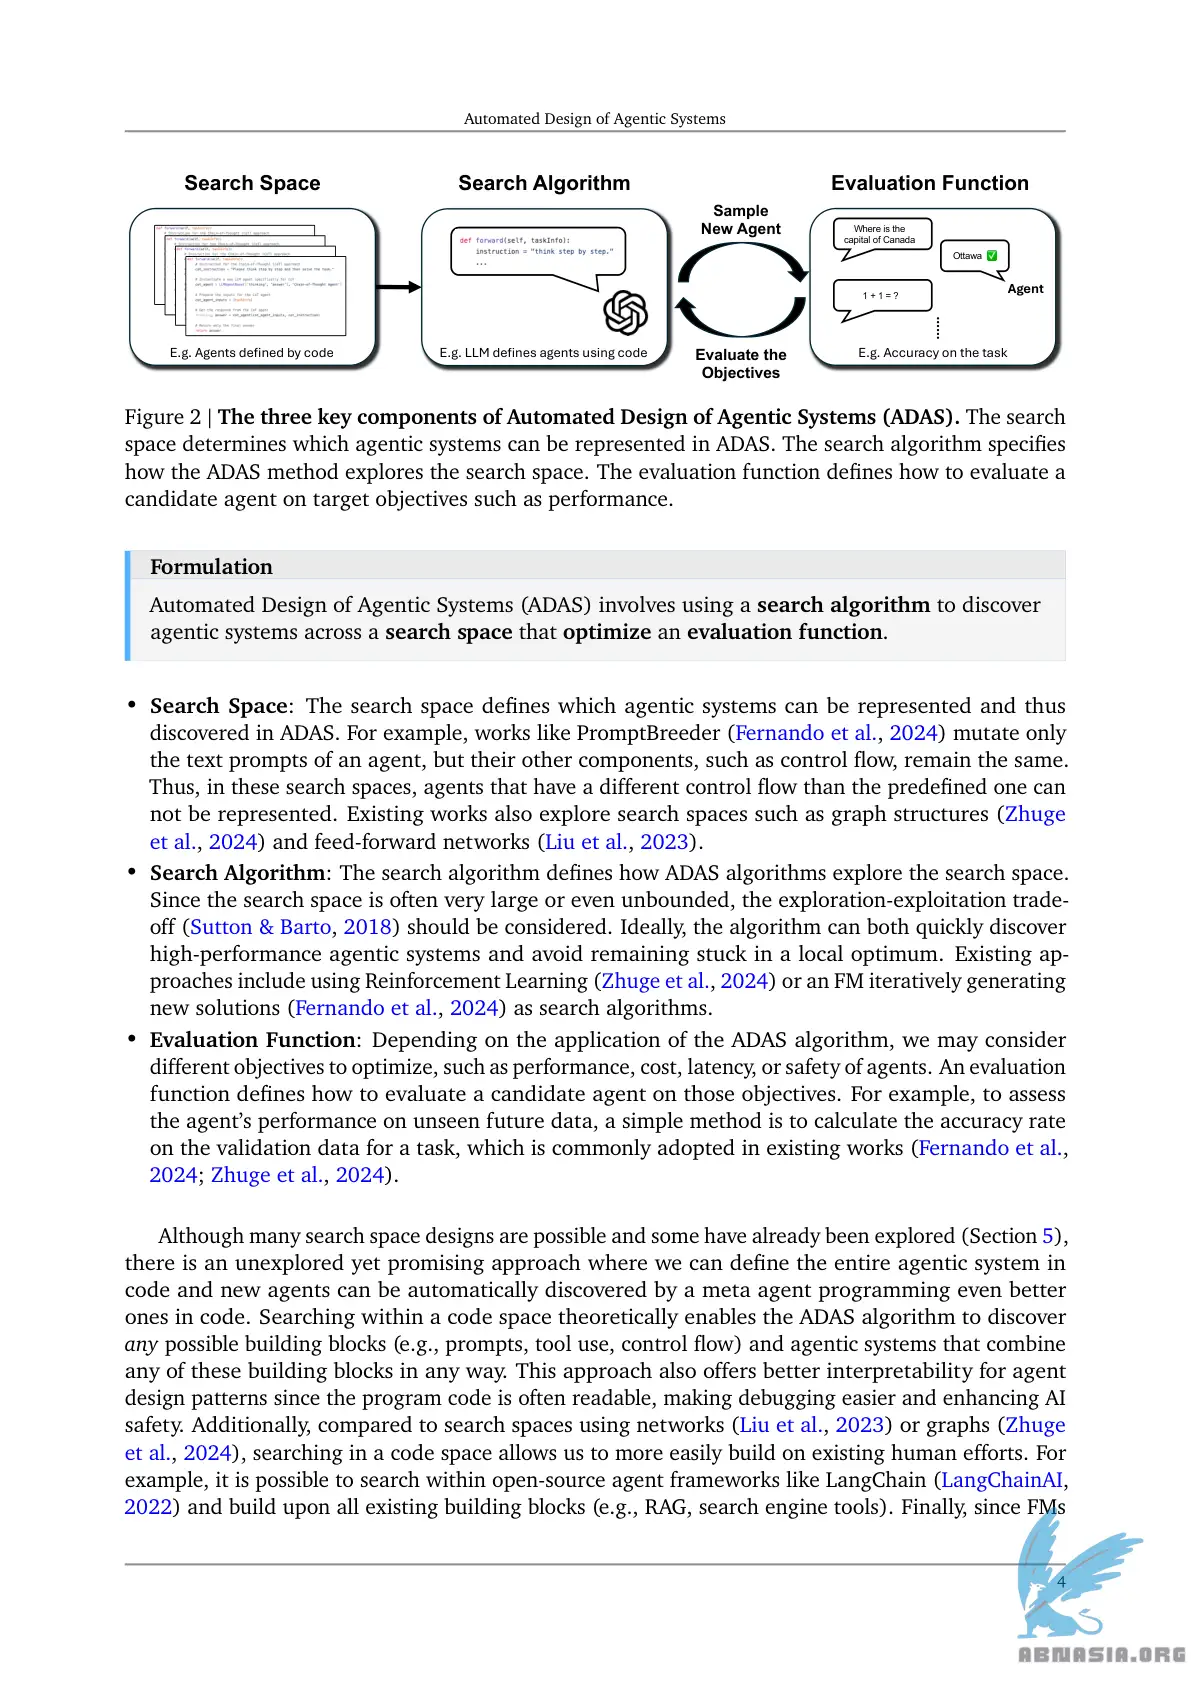 Automated Design of Agentic Systems
Search Space
Search Algorithm
Evaluation Function
E.g. Agents defined by code
def forward(self, taskInfo):
instruction = "think step by step."
...
E.g. LLM defines agents using code
Sample
New Agent
Evaluate the
Objectives
Where is the
capital of Canada
Ottawa ✅
Agent
1 + 1 = ?
E.g. Accuracy on the task
Figure 2 | The three key components of Automated Design of Agentic Systems (ADAS). The search
space determines which agentic systems can be represented in ADAS. The search algorithm specifies
how the ADAS method explores the search space. The evaluation function defines how to evaluate a
candidate agent on target objectives such as performance.
Formulation
Automated Design of Agentic Systems (ADAS) involves using a search algorithm to discover
agentic systems across a search space that optimize an evaluation function.
• Search Space: The search space defines which agentic systems can be represented and thus
discovered in ADAS. For example, works like PromptBreeder (Fernando et al., 2024) mutate only
the text prompts of an agent, but their other components, such as control flow, remain the same.
Thus, in these search spaces, agents that have a different control flow than the predefined one can
not be represented. Existing works also explore search spaces such as graph structures (Zhuge
et al., 2024) and feed-forward networks (Liu et al., 2023).
• Search Algorithm: The search algorithm defines how ADAS algorithms explore the search space.
Since the search space is often very large or even unbounded, the exploration-exploitation trade-
off (Sutton & Barto, 2018) should be considered. Ideally, the algorithm can both quickly discover
high-performance agentic systems and avoid remaining stuck in a local optimum. Existing ap-
proaches include using Reinforcement Learning (Zhuge et al., 2024) or an FM iteratively generating
new solutions (Fernando et al., 2024) as search algorithms.
• Evaluation Function: Depending on the application of the ADAS algorithm, we may consider
different objectives to optimize, such as performance, cost, latency, or safety of agents. An evaluation
function defines how to evaluate a candidate agent on those objectives. For example, to assess
the agent's performance on unseen future data, a simple method is to calculate the accuracy rate
on the validation data for a task, which is commonly adopted in existing works (Fernando et al.,
2024; Zhuge et al., 2024).
Although many search space designs are possible and some have already been explored (Section 5),
there is an unexplored yet promising approach where we can define the entire agentic system in
code and new agents can be automatically discovered by a meta agent programming even better
ones in code. Searching within a code space theoretically enables the ADAS algorithm to discover
any possible building blocks (e.g., prompts, tool use, control flow) and agentic systems that combine
any of these building blocks in any way. This approach also offers better interpretability for agent
design patterns since the program code is often readable, making debugging easier and enhancing AI
safety. Additionally, compared to search spaces using networks (Liu et al., 2023) or graphs (Zhuge
et al., 2024), searching in a code space allows us to more easily build on existing human efforts. For
example, it is possible to search within open-source agent frameworks like LangChain (LangChainAI,
2022) and build upon all existing building blocks (e.g., RAG, search engine tools). Finally, since FMs
4
ABNASIA.ORG